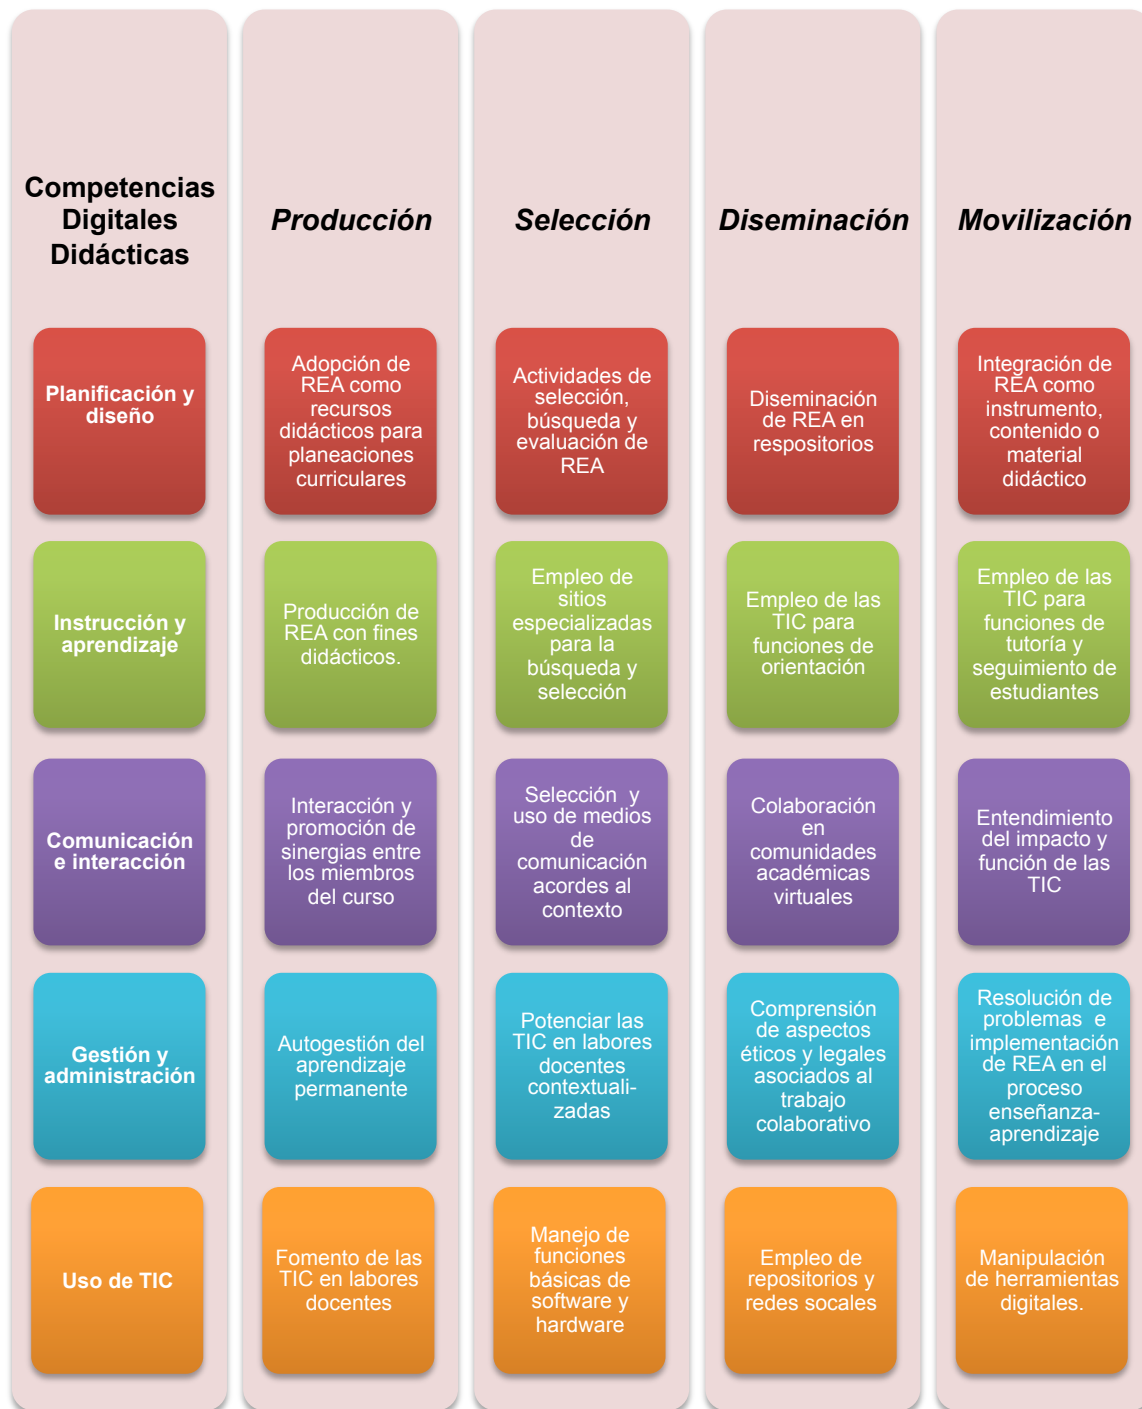 Competencias
Digitales
Didácticas
Producción
Selección
Diseminación
Movilización
Planificación y
diseño
Adopción de
REA como
recursos
didácticos para
planeaciones
curriculares
Actividades de
selección,
búsqueda y
evaluación de
REA
Diseminación
de REA en
respositorios
Integración de
REA como
instrumento,
contenido o
material
didáctico
Instrucción y
aprendizaje
Producción de
REA con fines
didácticos.
Empleo de
sitios
especializadas
para la
búsqueda y
selección
Empleo de las
TIC para
funciones de
orientación
Empleo de las
TIC para
funciones de
tutoría y
seguimiento de
estudiantes
Comunicación
e interacción
Interacción y
promoción de
sinergias entre
los miembros
del curso
Selección y
uso de medios
de
comunicación
acordes al
contexto
Colaboración
en
comunidades
académicas
virtuales
Entendimiento
del impacto y
función de las
TIC
Gestión y
administración
Autogestión del
aprendizaje
permanente
Potenciar las
TIC en labores
docentes
contextuali-
zadas
Comprensión
de aspectos
éticos y legales
asociados al
trabajo
colaborativo
Resolución de
problemas e
implementación
de REA en el
proceso
enseñanza-
aprendizaje
Uso de TIC
Fomento de las
TIC en labores
docentes
Manejo de
funciones
básicas de
software y
hardware
Empleo de
repositorios y
redes socales
Manipulación
de herramientas
digitales.